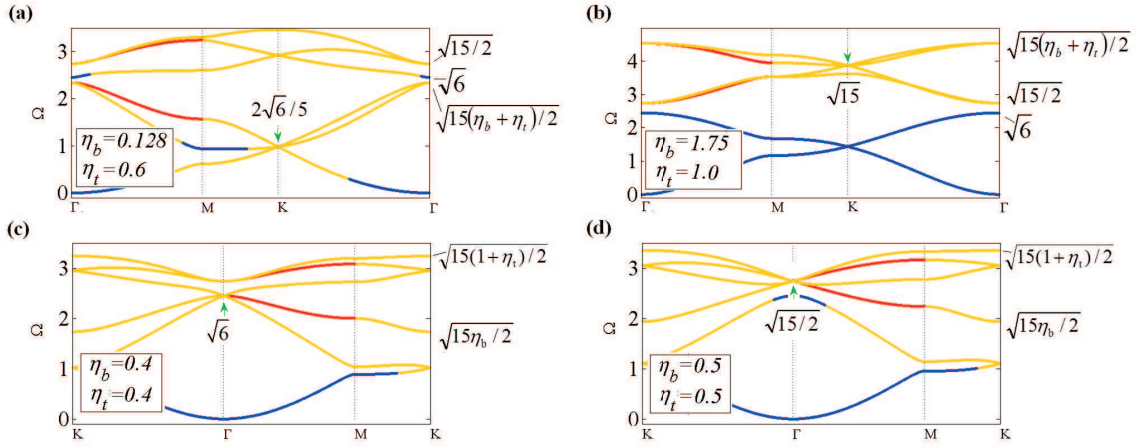 (a)
3
2
1
0
Ω
2√6/5
η_b=0.128
η_t=0.6
√15/2
√6
√15(η_b + η_t)/2
Γ
M
K
Γ
(b)
4
3
2
1
0
Ω
√15
η_b=1.75
η_t=1.0
√15(η_b + η_t)/2
√15/2
√6
Γ
M
K
Γ
(c)
3
2
1
0
Ω
√6
η_b=0.4
η_t=0.4
√15(1+η_t)/2
√15η_b/2
K
Γ
M
K
(d)
3
2
1
0
Ω
√15/2
η_b=0.5
η_t=0.5
√15(1+η_t)/2
√15η_b/2
K
Γ
M
K